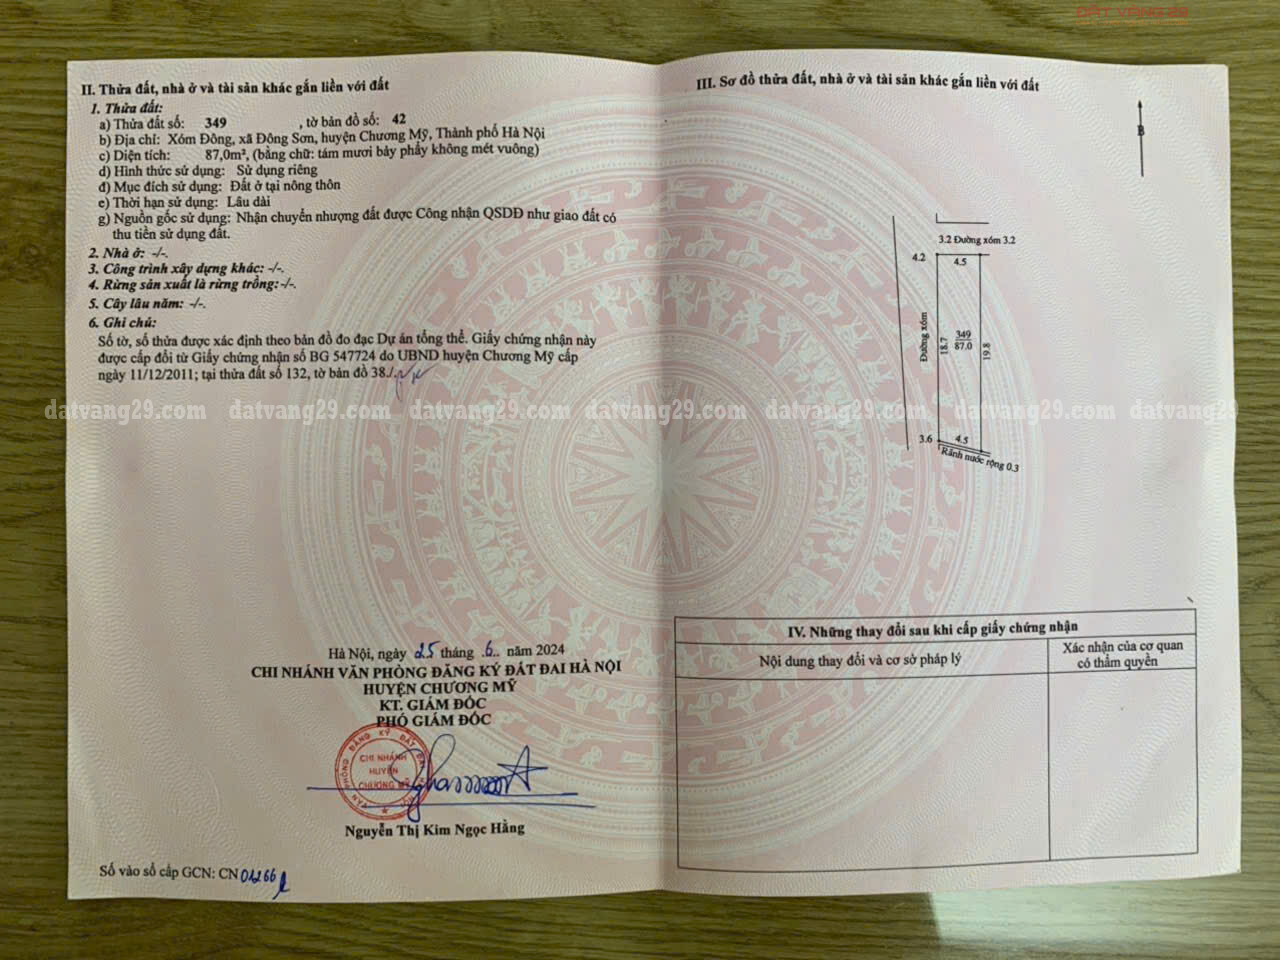 ĐẤT VÀNG 29
II. Thửa đất, nhà ở và tài sản khác gắn liền với đất
1. Thửa đất:
a) Thửa đất số: 349 , tờ bản đồ số: 42
b) Địa chỉ: Xóm Đông, xã Đông Sơn, huyện Chương Mỹ, Thành phố Hà Nội
c) Diện tích: 87,0m², (bằng chữ: tám mươi bảy phẩy không mét vuông)
d) Hình thức sử dụng: Sử dụng riêng
đ) Mục đích sử dụng: Đất ở tại nông thôn
e) Thời hạn sử dụng: Lâu dài
g) Nguồn gốc sử dụng: Nhận chuyển nhượng đất được Công nhận QSDĐ như giao đất có
thu tiền sử dụng đất.
2. Nhà ở: -/-.
3. Công trình xây dựng khác: -/-.
4. Rừng sản xuất là rừng trồng:-/-.
5. Cây lâu năm: -/-.
6. Ghi chú:
Số tờ, số thửa được xác định theo bản đồ đo đạc Dự án tổng thể. Giấy chứng nhận này
được cấp đổi từ Giấy chứng nhận số BG 547724 do UBND huyện Chương Mỹ cấp
ngày 11/12/2011; tại thửa đất số 132, tờ bản đồ 38./.
datvang29.com datvang29.com datvang29.com datvang29.com datvang29.com datvang29.com datvang29
Hà Nội, ngày 25 tháng .6.. năm 2024
CHI NHÁNH VĂN PHÒNG ĐĂNG KÝ ĐẤT ĐAI HÀ NỘI
HUYỆN CHƯƠNG MỸ
KT. GIÁM ĐỐC
PHÓ GIÁM ĐỐC
VĂN PHÒNG ĐĂNG KÝ ĐẤT
CHI NHÁNH
HUYỆN
CHƯƠNG MỸ
Nguyễn Thị Kim Ngọc Hằng
Số vào sổ cấp GCN: CN
III. Sơ đồ thửa đất, nhà ở và tài sản khác gắn liền với đất
B
3.2 Đường xóm 3.2
4.2
4.5
Đường xóm
18.7
349
87.0
19.8
3.6
4.5
Rãnh nước rộng 0.3
IV. Những thay đổi sau khi cấp giấy chứng nhận
Nội dung thay đổi và cơ sở pháp lý
Xác nhận của cơ quan
có thẩm quyền